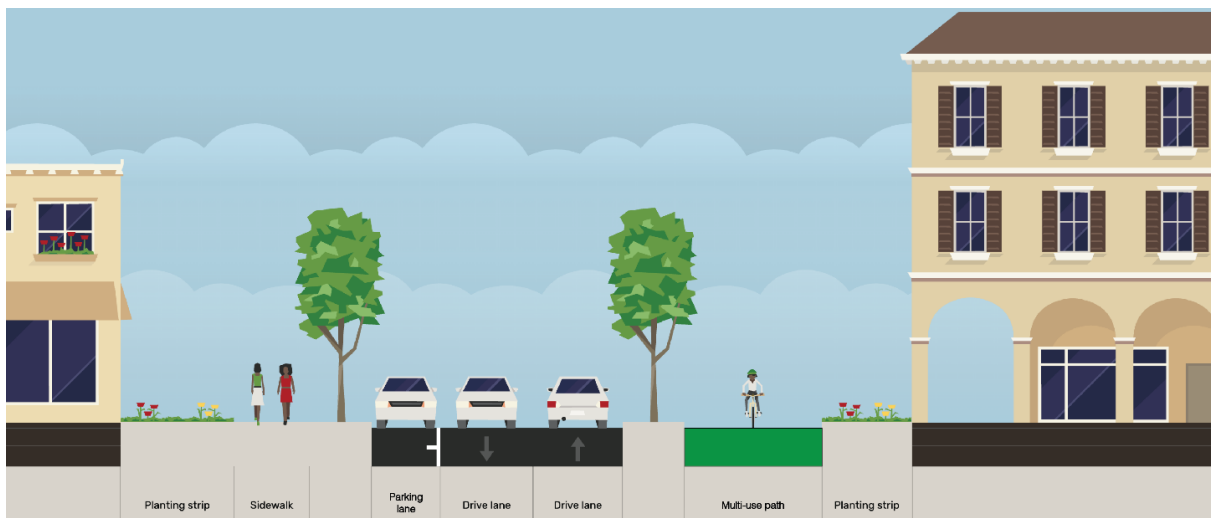 Planting strip
Sidewalk
Parking
lane
Drive lane
Drive lane
Multi-use path
Planting strip